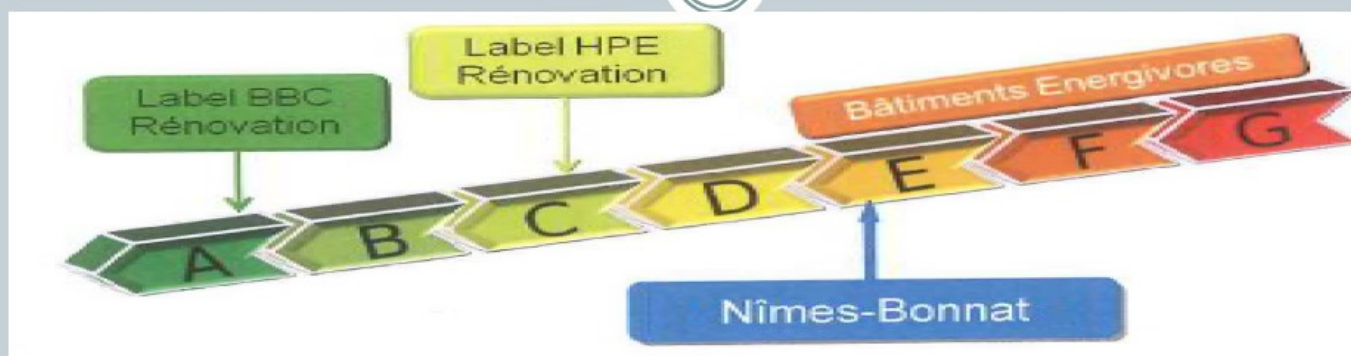 Label HPE
Rénovation
Label BBC
Rénovation
Bâtiments Energivores
A
B
C
D
E
F
G
Nîmes-Bonnat